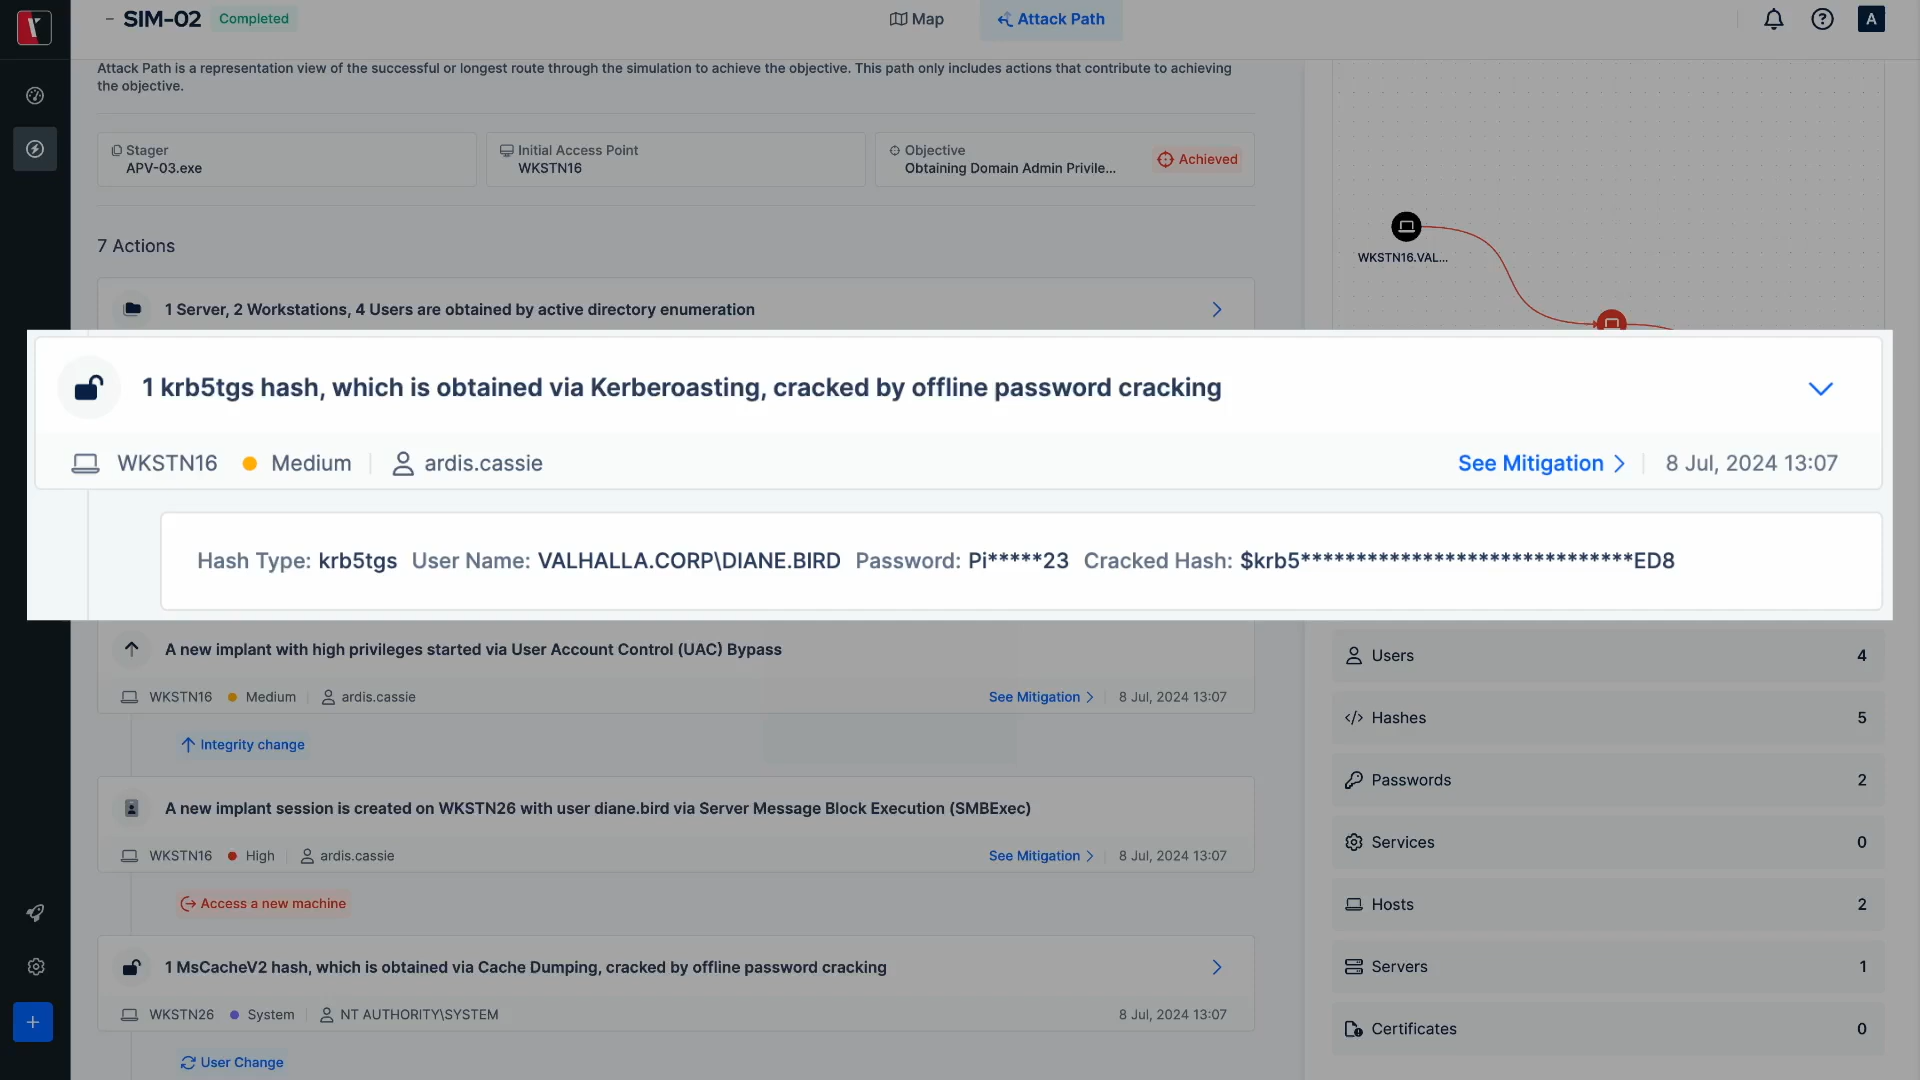 SIM-02
Completed
Map
Attack Path
A
Attack Path is a representation view of the successful or longest route through the simulation to achieve the objective. This path only includes actions that contribute to achieving
the objective.
Stager
APV-03.exe
Initial Access Point
WKSTN16
Objective
Obtaining Domain Admin Privile...
Achieved
7 Actions
WKSTN16.VAL...
1 Server, 2 Workstations, 4 Users are obtained by active directory enumeration
1 krb5tgs hash, which is obtained via Kerberoasting, cracked by offline password cracking
WKSTN16 Medium ardis.cassie See Mitigation 8 Jul, 2024 13:07
Hash Type: krb5tgs User Name: VALHALLA.CORP\DIANE.BIRD Password: Pi*****23 Cracked Hash: $krb5******************************ED8
A new implant with high privileges started via User Account Control (UAC) Bypass
WKSTN16 Medium ardis.cassie See Mitigation 8 Jul, 2024 13:07
Integrity change
A new implant session is created on WKSTN26 with user diane.bird via Server Message Block Execution (SMBExec)
WKSTN16 High ardis.cassie See Mitigation 8 Jul, 2024 13:07
Access a new machine
1 MsCacheV2 hash, which is obtained via Cache Dumping, cracked by offline password cracking
WKSTN26 System NT AUTHORITY\SYSTEM 8 Jul, 2024 13:07
User Change
Users 4
Hashes 5
Passwords 2
Services 0
Hosts 2
Servers 1
Certificates 0